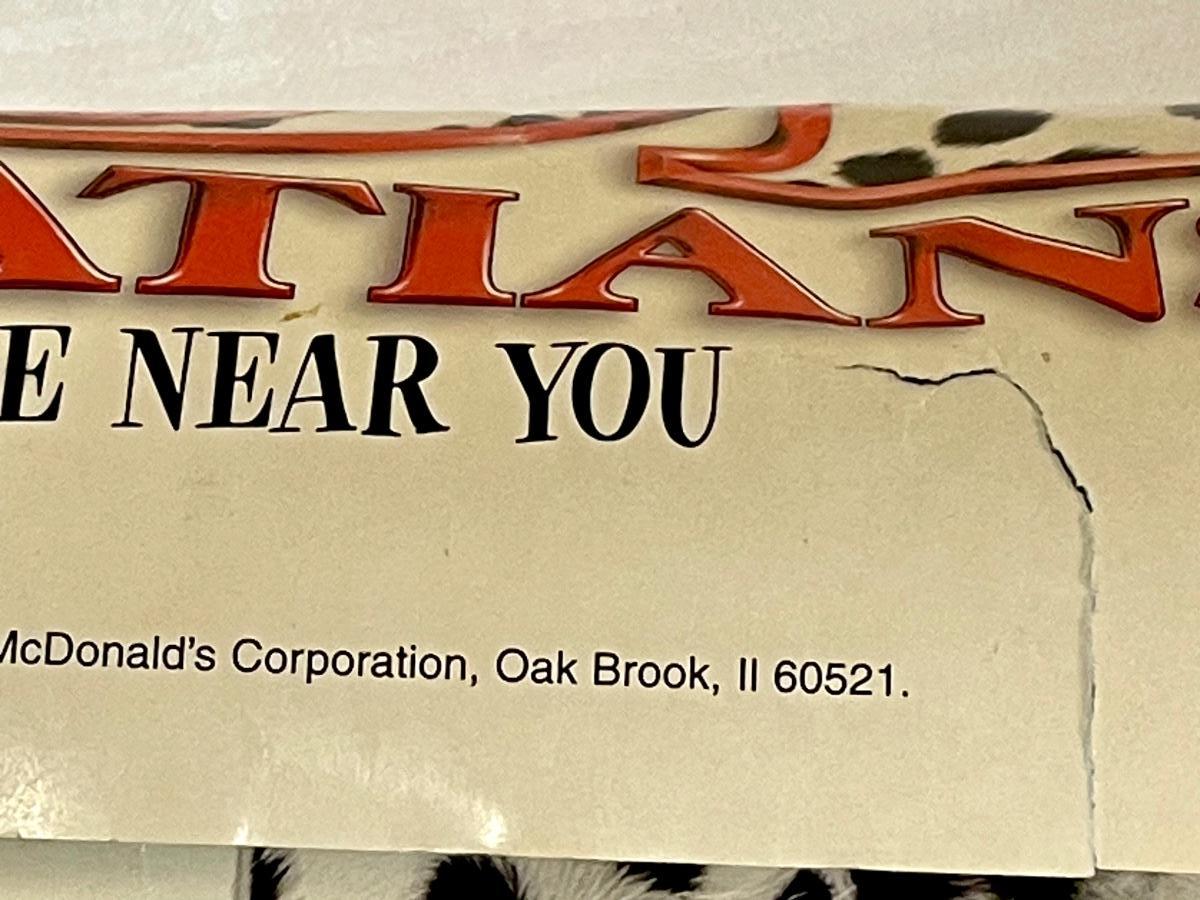 ATIAN
E NEAR YOU
McDonald's Corporation, Oak Brook, Il 60521.